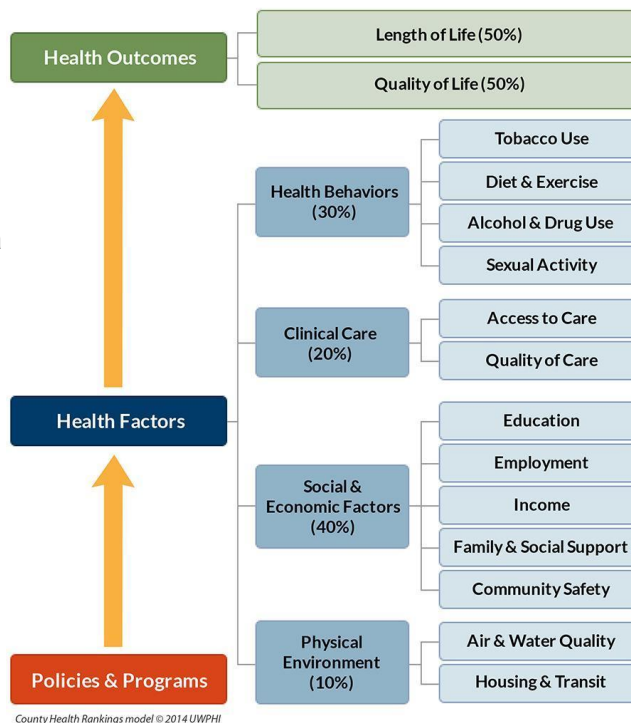 Health Outcomes
Length of Life (50%)
Quality of Life (50%)
Health Factors
Health Behaviors
(30%)
Tobacco Use
Diet & Exercise
Alcohol & Drug Use
Sexual Activity
Clinical Care
(20%)
Access to Care
Quality of Care
Social &
Economic Factors
(40%)
Education
Employment
Income
Family & Social Support
Community Safety
Physical
Environment
(10%)
Air & Water Quality
Housing & Transit
Policies & Programs
County Health Rankings model © 2014 UWPHI